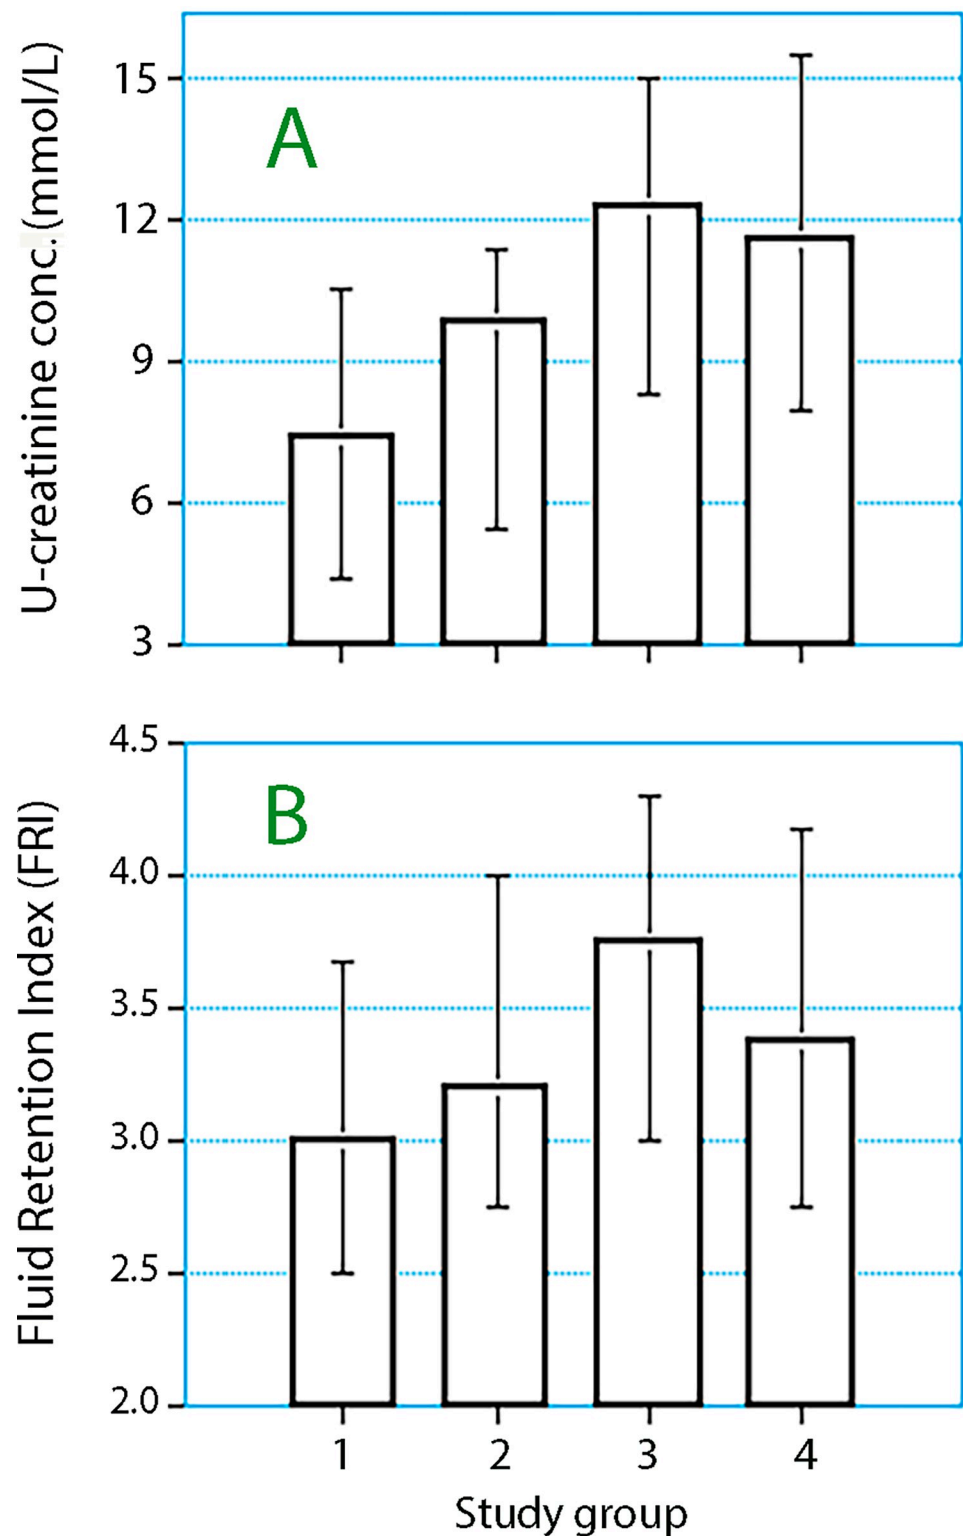 U-creatinine conc. (mmol/L)
A
15
12
9
6
3
Fluid Retention Index (FRI)
B
4.5
4.0
3.5
3.0
2.5
2.0
1 2 3 4
Study group